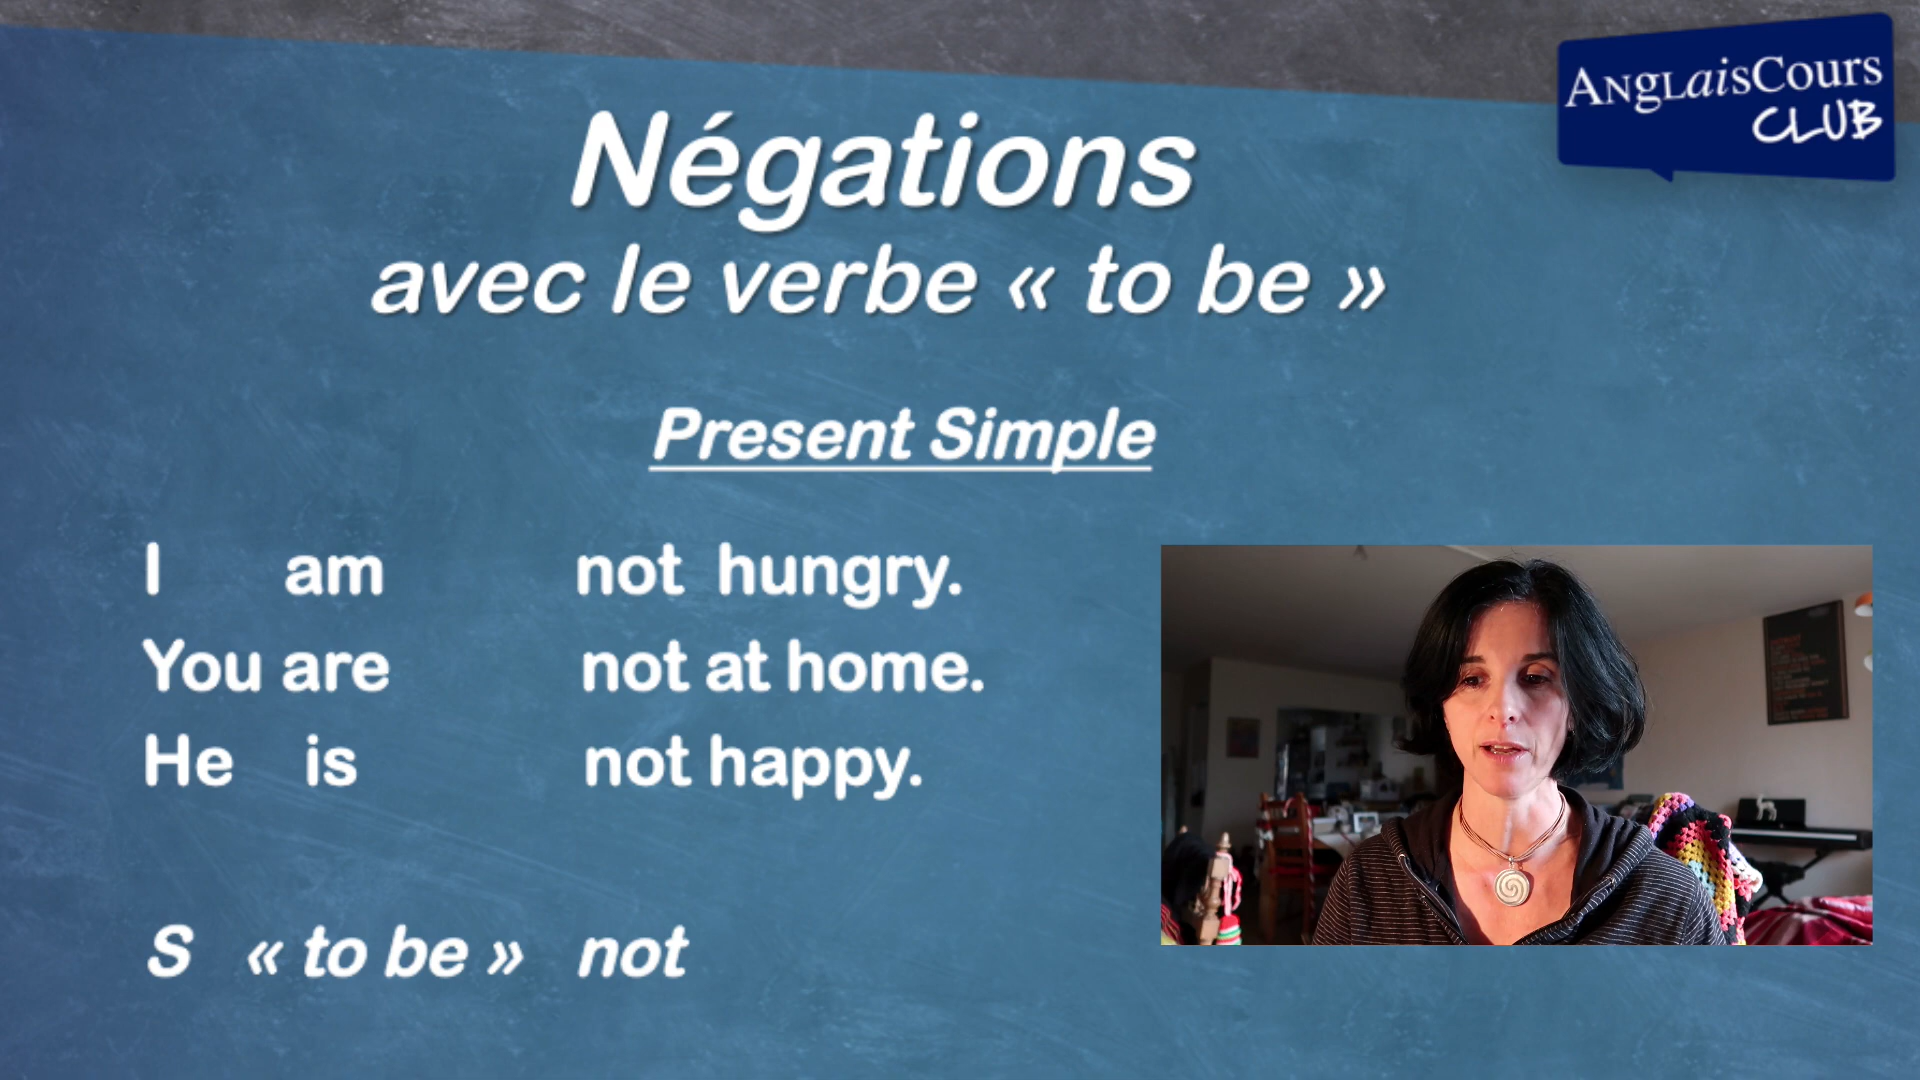 ANgLaisCours
CLUB
Négations
avec le verbe « to be »
Present Simple
I am not hungry.
You are not at home.
He is not happy.
S « to be » not